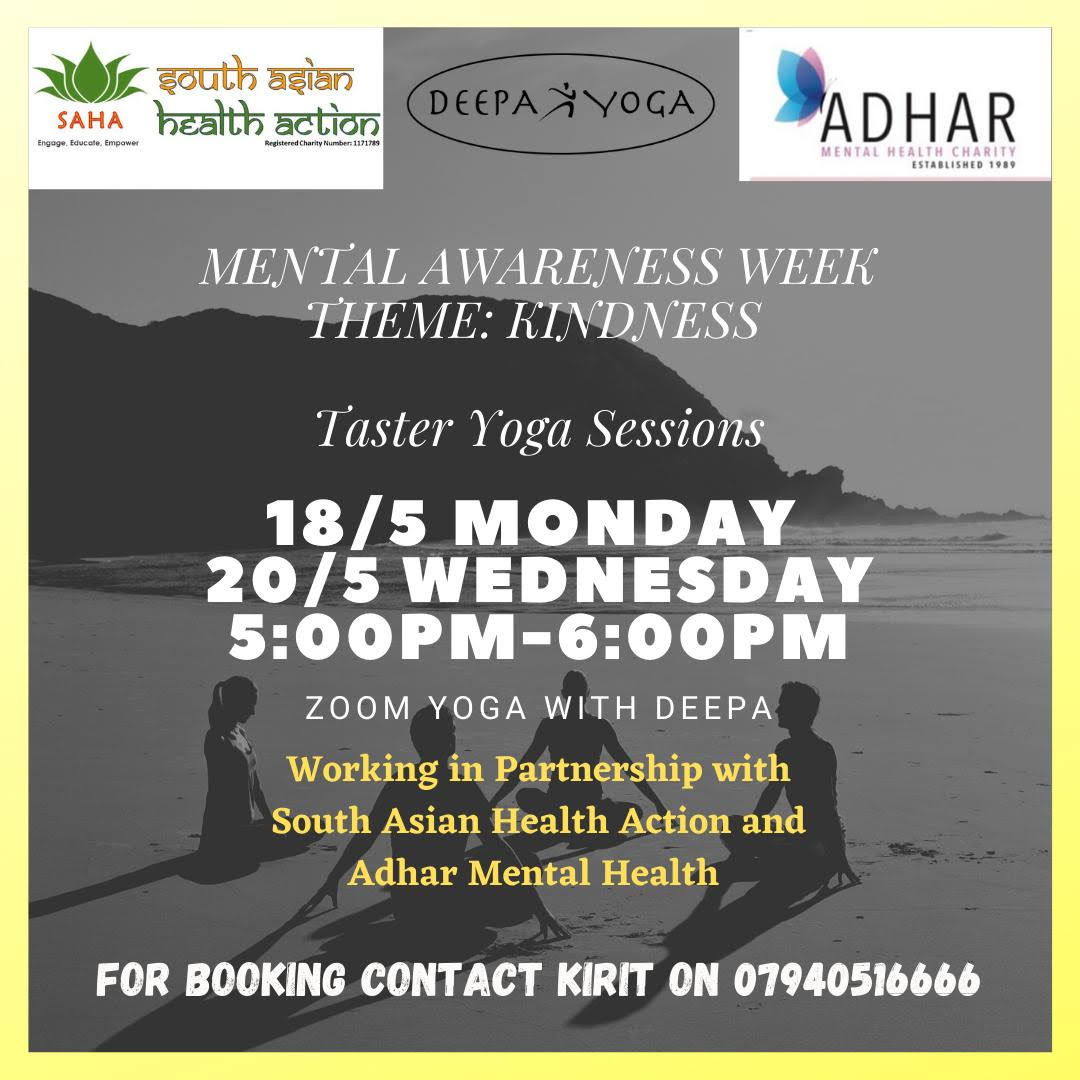 SAHA
Engage, Educate, Empower
south asian
health action
Registered Charity Number: 1171789
DEEPA YOGA
ADHAR
MENTAL HEALTH CHARITY
ESTABLISHED 1989
MENTAL AWARENESS WEEK
THEME: KINDNESS
Taster Yoga Sessions
18/5 MONDAY
20/5 WEDNESDAY
5:00PM-6:00PM
ZOOM YOGA WITH DEEPA
Working in Partnership with
South Asian Health Action and
Adhar Mental Health
FOR BOOKING CONTACT KIRIT ON 07940516666